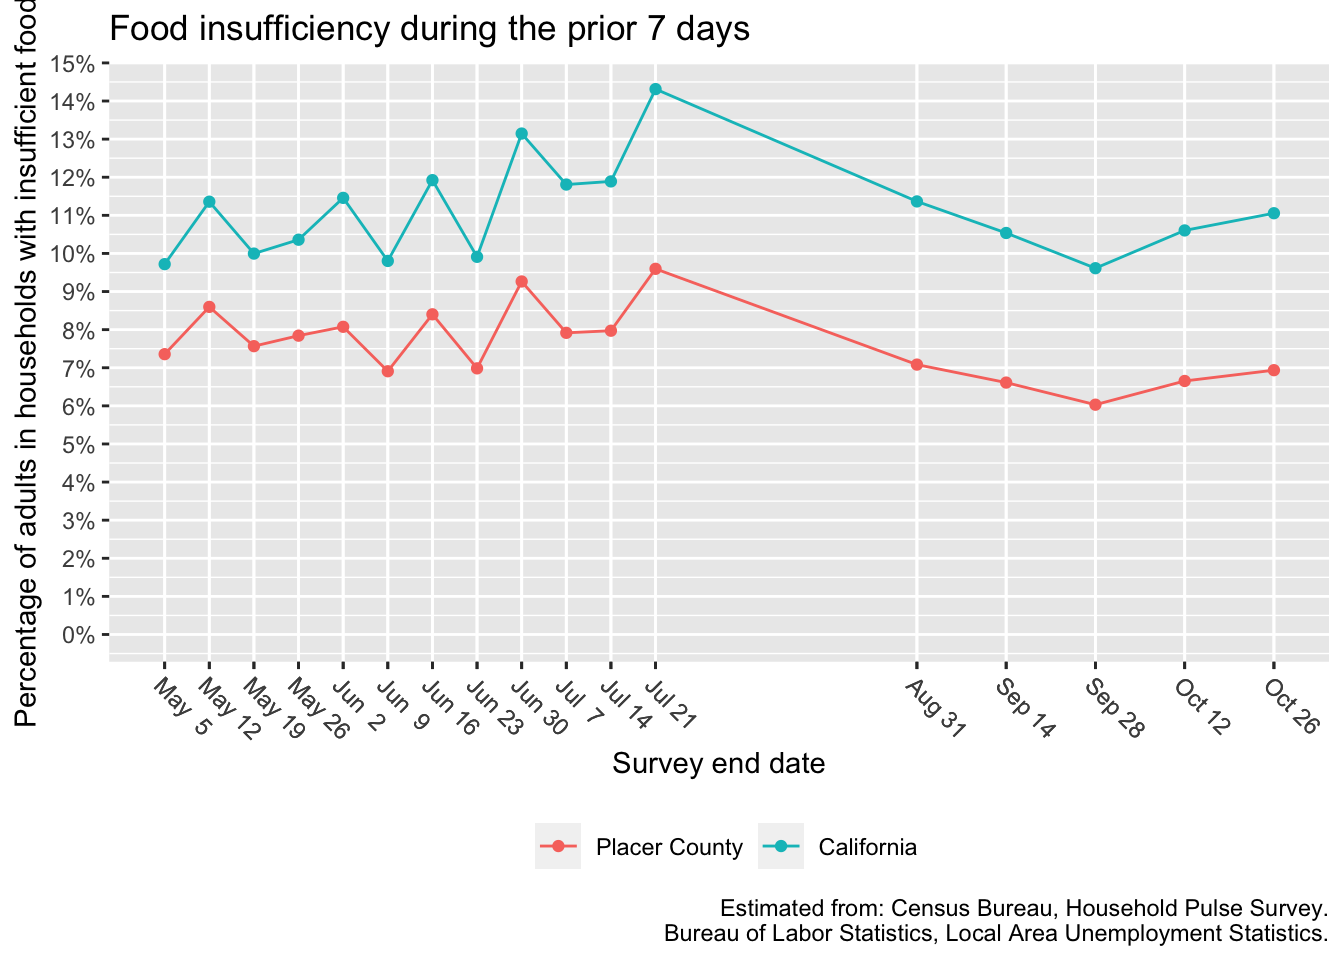 Food insufficiency during the prior 7 days
Percentage of adults in households with insufficient food
15%
14%
13%
12%
11%
10%
9%
8%
7%
6%
5%
4%
3%
2%
1%
0%
May 5
May 12
May 19
May 26
Jun 2
Jun 9
Jun 16
Jun 23
Jun 30
Jul 7
Jul 14
Jul 21
Aug 31
Sep 14
Sep 28
Oct 12
Oct 26
Survey end date
Placer County
California
Estimated from: Census Bureau, Household Pulse Survey.
Bureau of Labor Statistics, Local Area Unemployment Statistics.